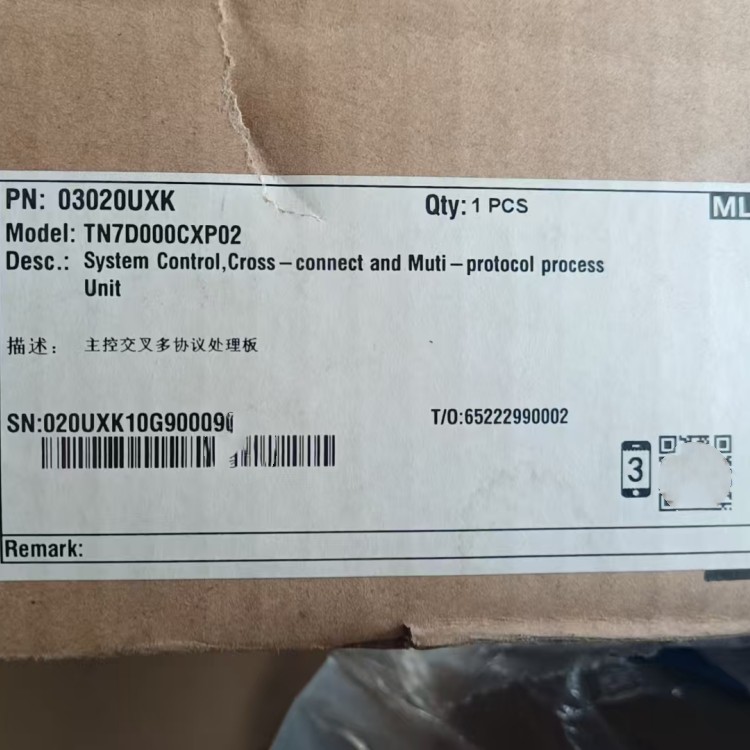 PN: 03020UXK
Qty: 1 PCS
ML
Model: TN7D000CXP02
Desc.: System Control,Cross-connect and Muti-protocol process
Unit
描述: 主控交叉多协议处理板
T/O:65222990002
3
Remark: